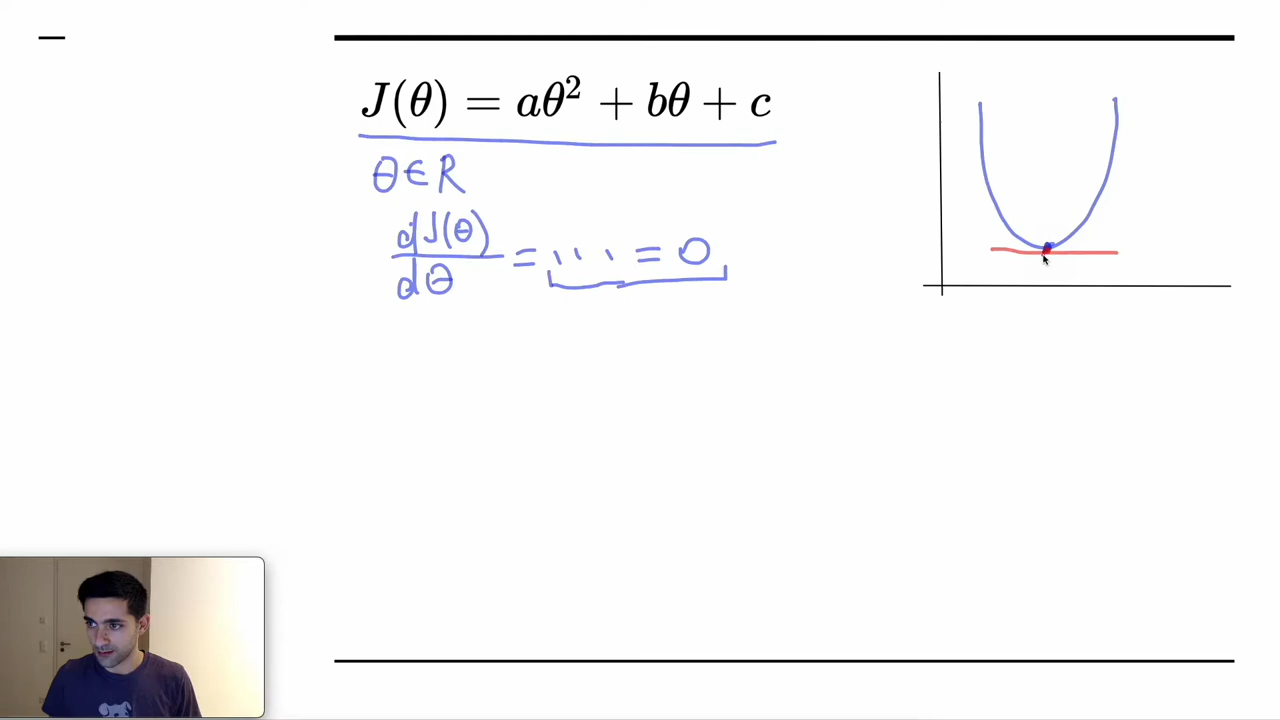 J(θ) = aθ² + bθ + c
θ ∈ R
dJ(θ)
dθ
= ... = 0